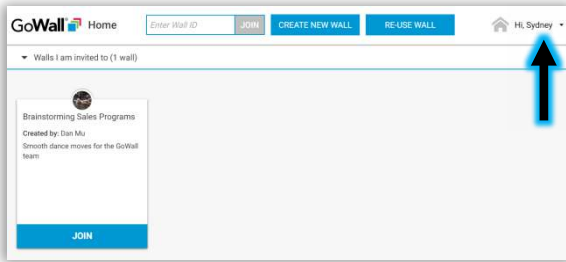 GoWall Home Enter Wall ID JOIN CREATE NEW WALL RE-USE WALL Hi, Sydney
Walls I am invited to (1 wall)
Brainstorming Sales Programs
Created by: Dan Mu
Smooth dance moves for the GoWall
team
JOIN